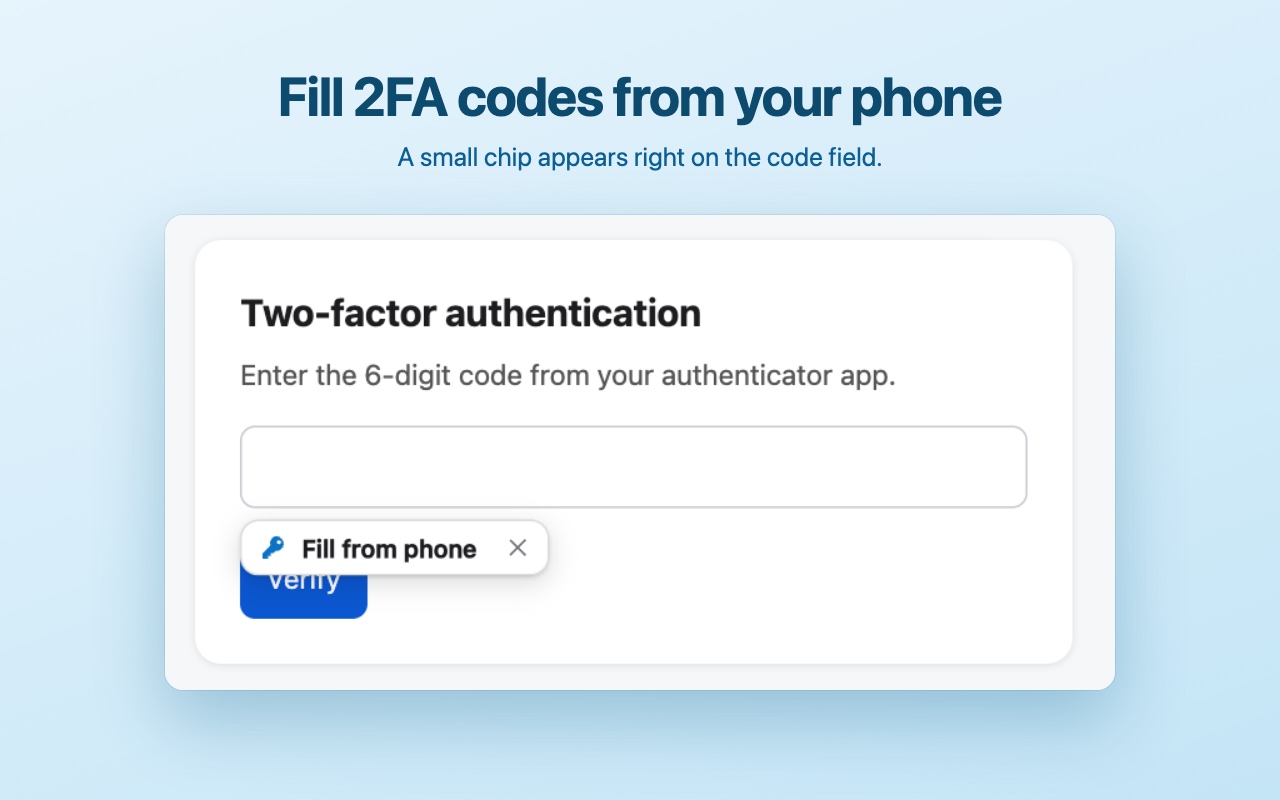 Fill 2FA codes from your phone
A small chip appears right on the code field.
Two-factor authentication
Enter the 6-digit code from your authenticator app.
Fill from phone
Verify